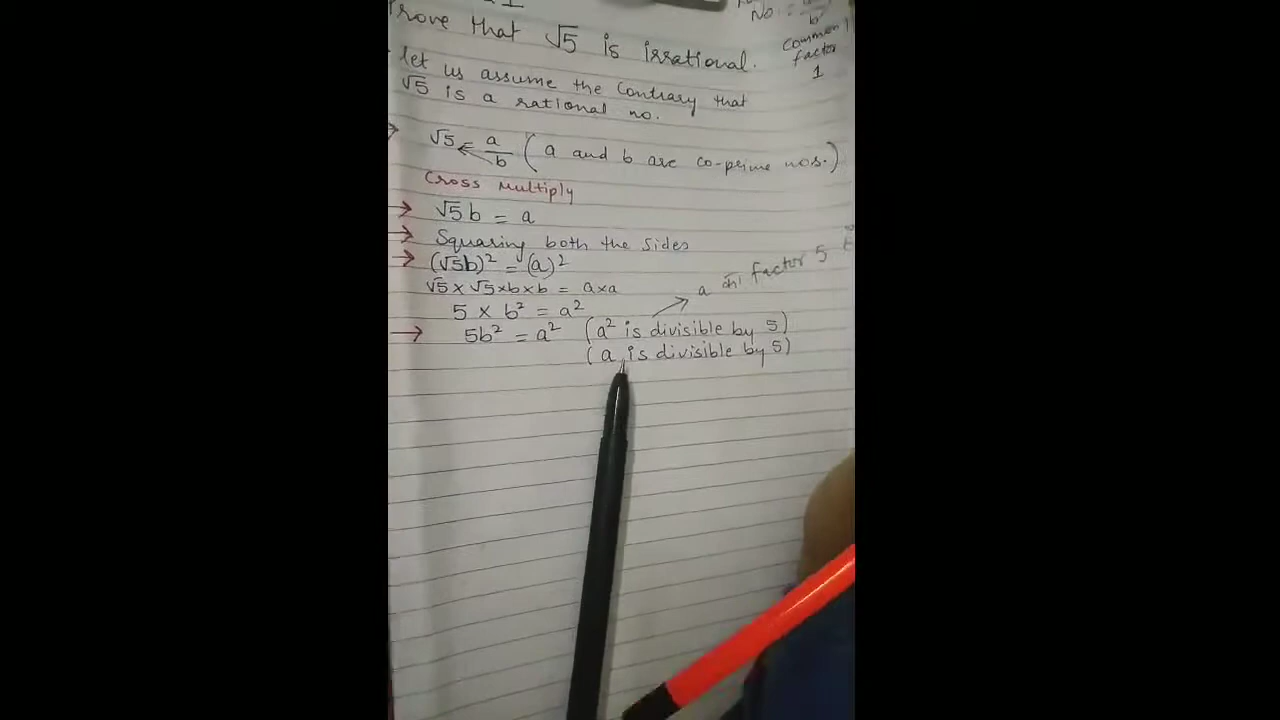 No.
b
Common
factor
1
Prove that √5 is irrational.
let us assume the contrary that
√5 is a rational no.
√5 = a/b (a and b are co-prime nos.)
Cross Multiply
→ √5b = a
→ Squaring both the sides
→ (√5b)² = (a)²
√5 × √5 × b × b = a×a
a का factor 5
5 × b² = a²
→ 5b² = a² (a² is divisible by 5)
(a is divisible by 5)